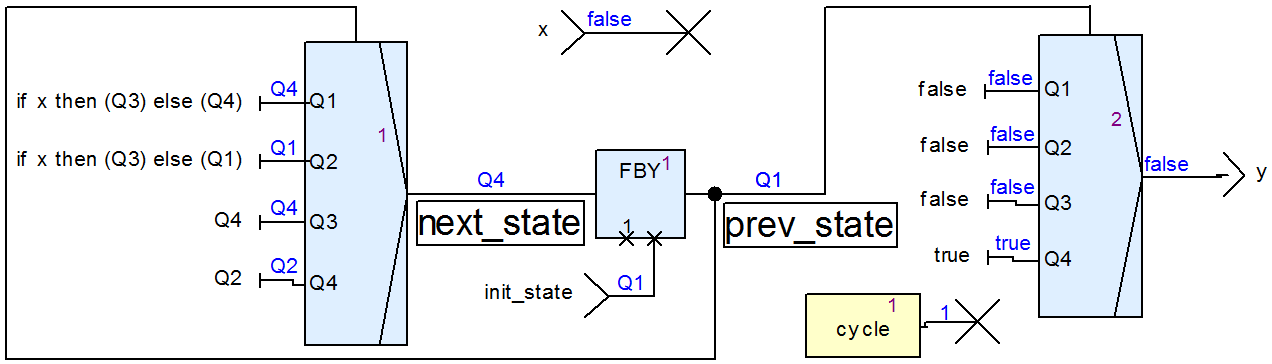 x
false
if x then (Q3) else (Q4)
Q4
Q1
if x then (Q3) else (Q1)
Q1
Q2
Q4
Q4
Q3
Q2
Q2
Q4
1
Q4
next_state
FBY
1
1
init_state
Q1
Q1
prev_state
false
false
Q1
false
false
Q2
false
false
Q3
true
true
Q4
2
false
y
cycle
1
1